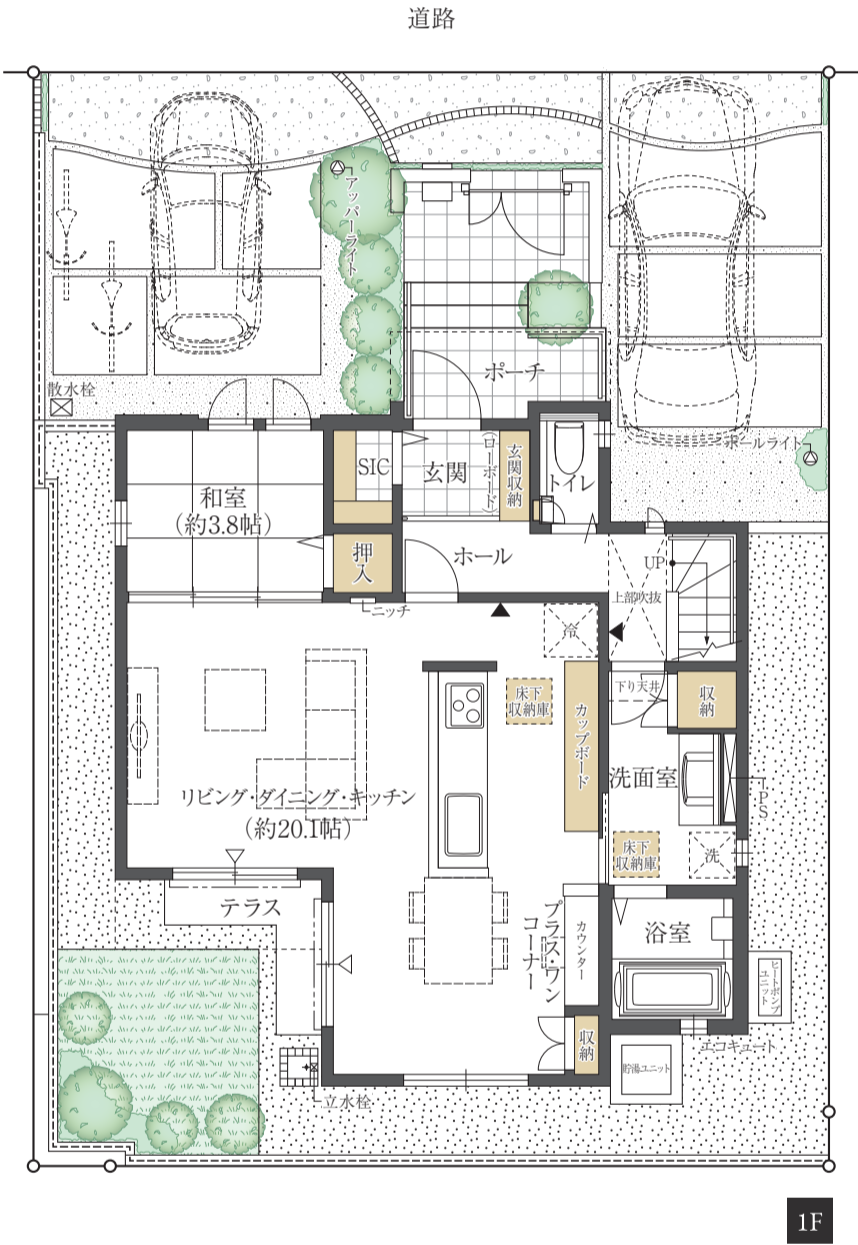 道路
アッパーライト
散水栓
ポーチ
ポールライト
SIC
玄関
(ローボード)
玄関収納
トイレ
和室
(約3.8帖)
押入
ホール
UP
上部吹抜
ニッチ
冷
下り天井
収納
床下
収納庫
カップボード
洗面室
PS
リビング・ダイニング・キッチン
(約20.1帖)
床下
収納庫
洗
テラス
プラス・ワン
コーナー
カウンター
浴室
ヒートポンプ
ユニット
収納
エコキュート
貯湯ユニット
立水栓
1F